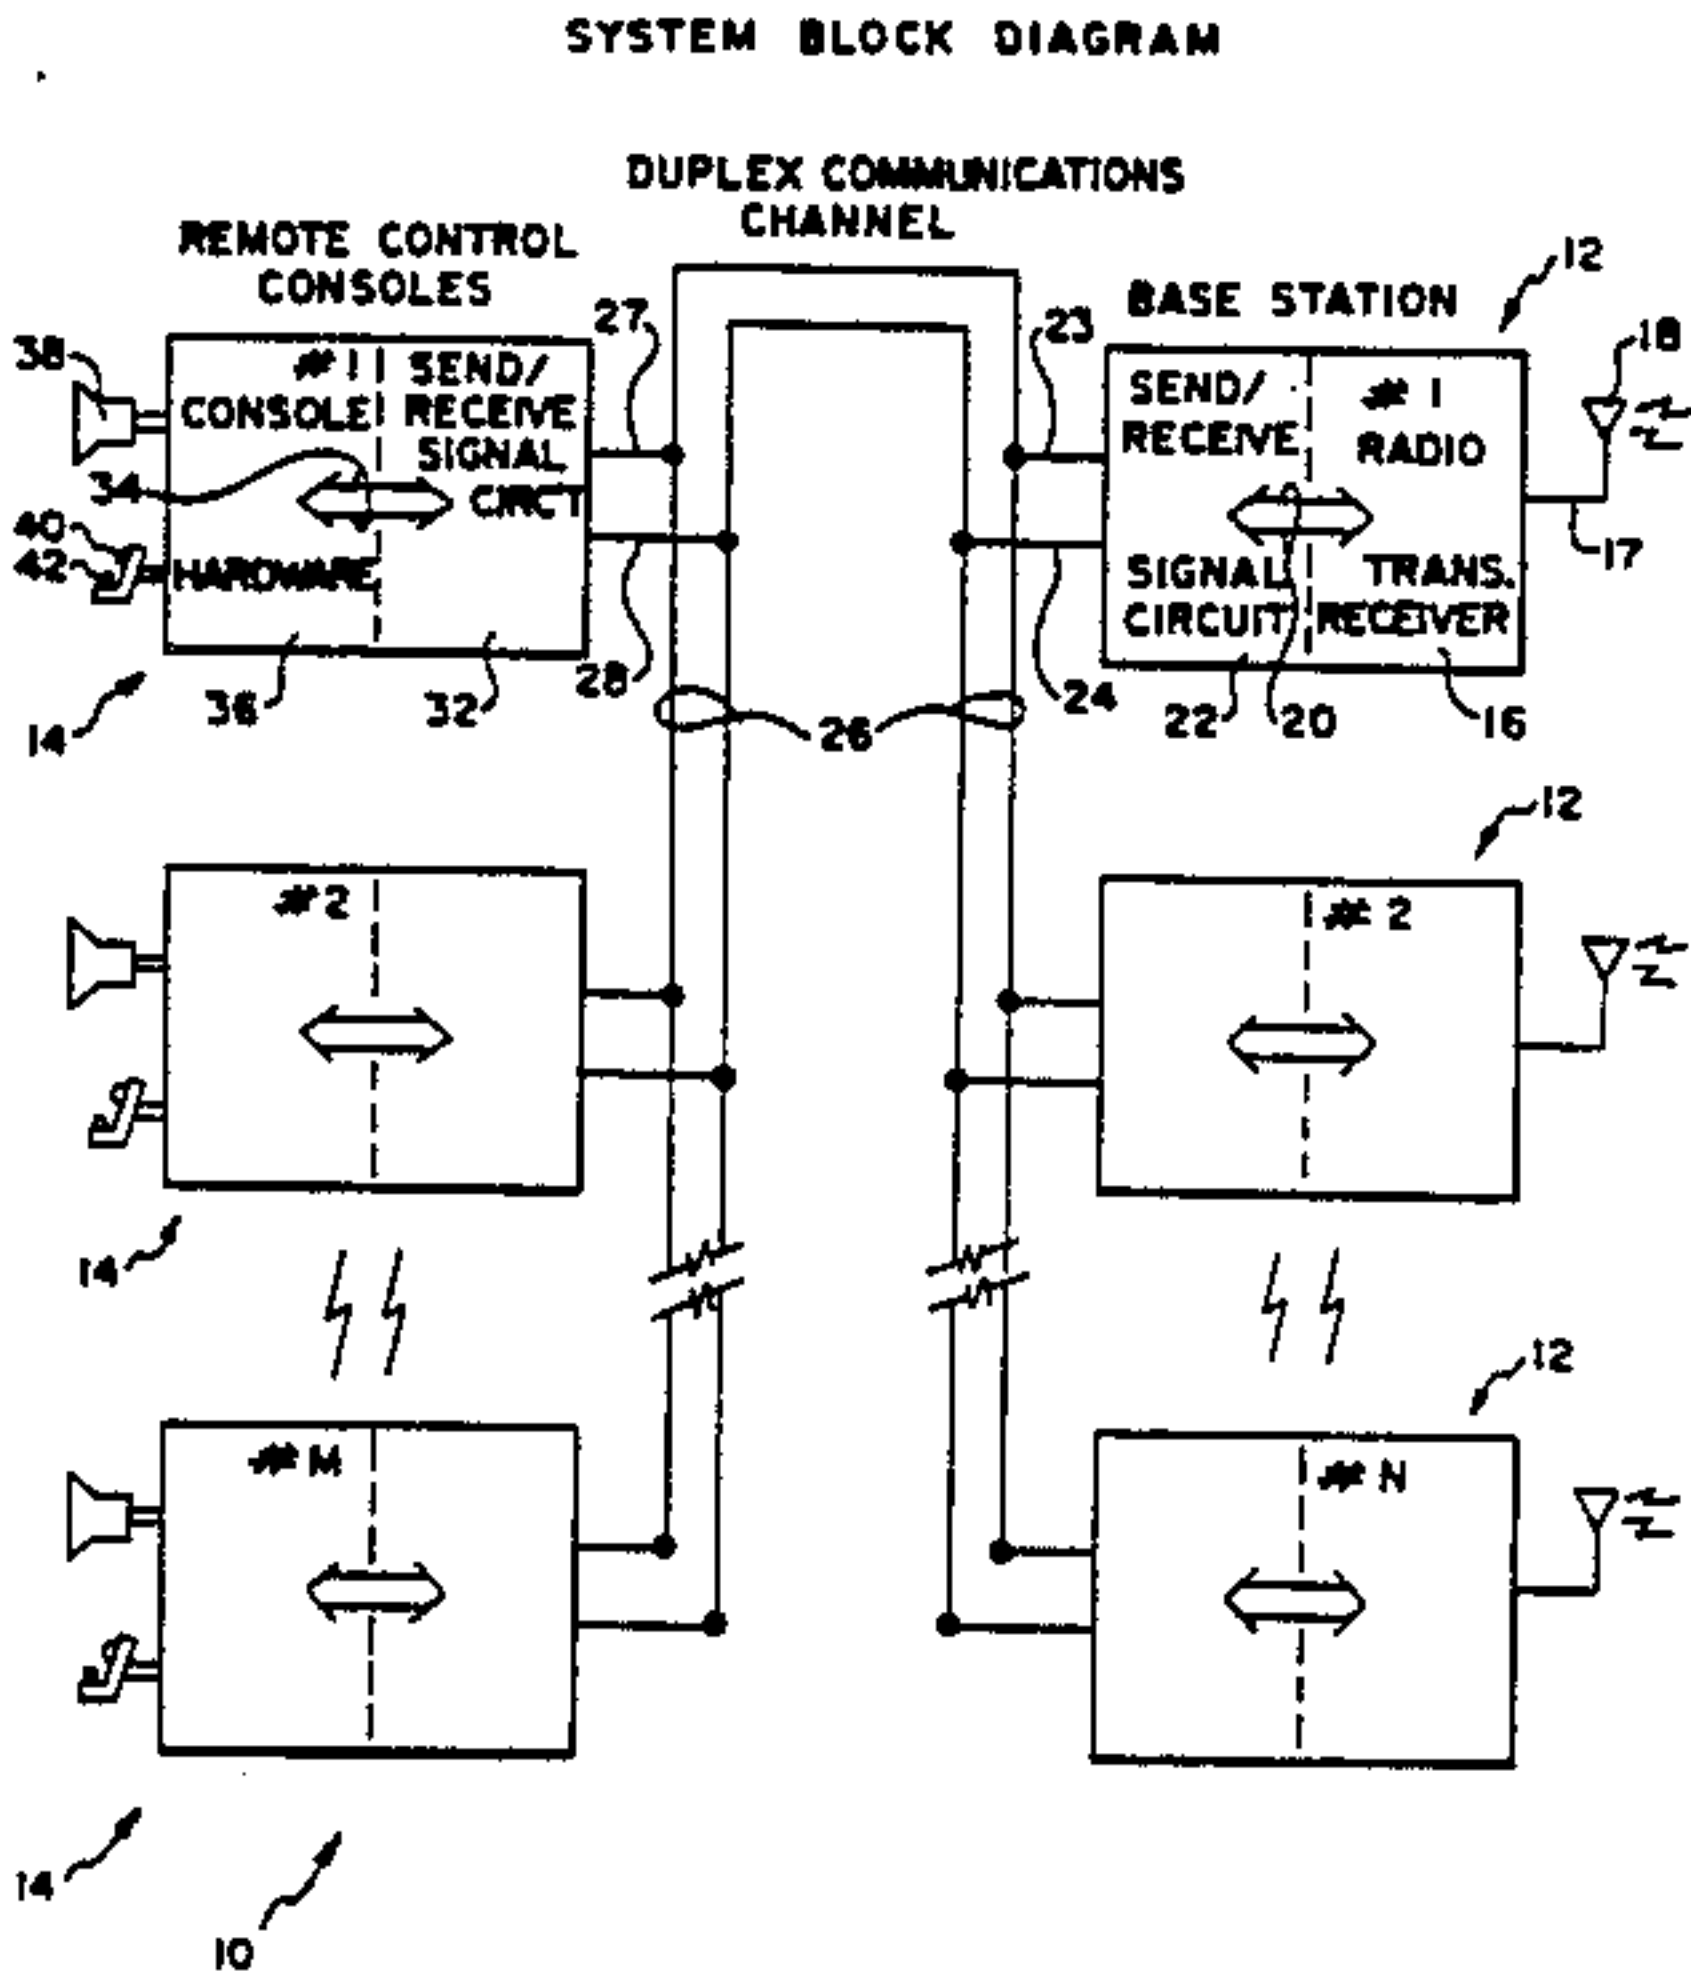 SYSTEM BLOCK DIAGRAM
DUPLEX COMMUNICATIONS
CHANNEL
REMOTE CONTROL
CONSOLES
BASE STATION
12
27
23
38
18
#1
CONSOLE
SEND/
RECEIVE
SIGNAL
CIRCT
HARDWARE
34
40
42
SEND/
RECEIVE
SIGNAL
CIRCUIT
#1
RADIO
TRANS.
RECEIVER
17
14
36
32
28
26
24
22
20
16
12
#2
#2
14
12
#M
#N
14
10